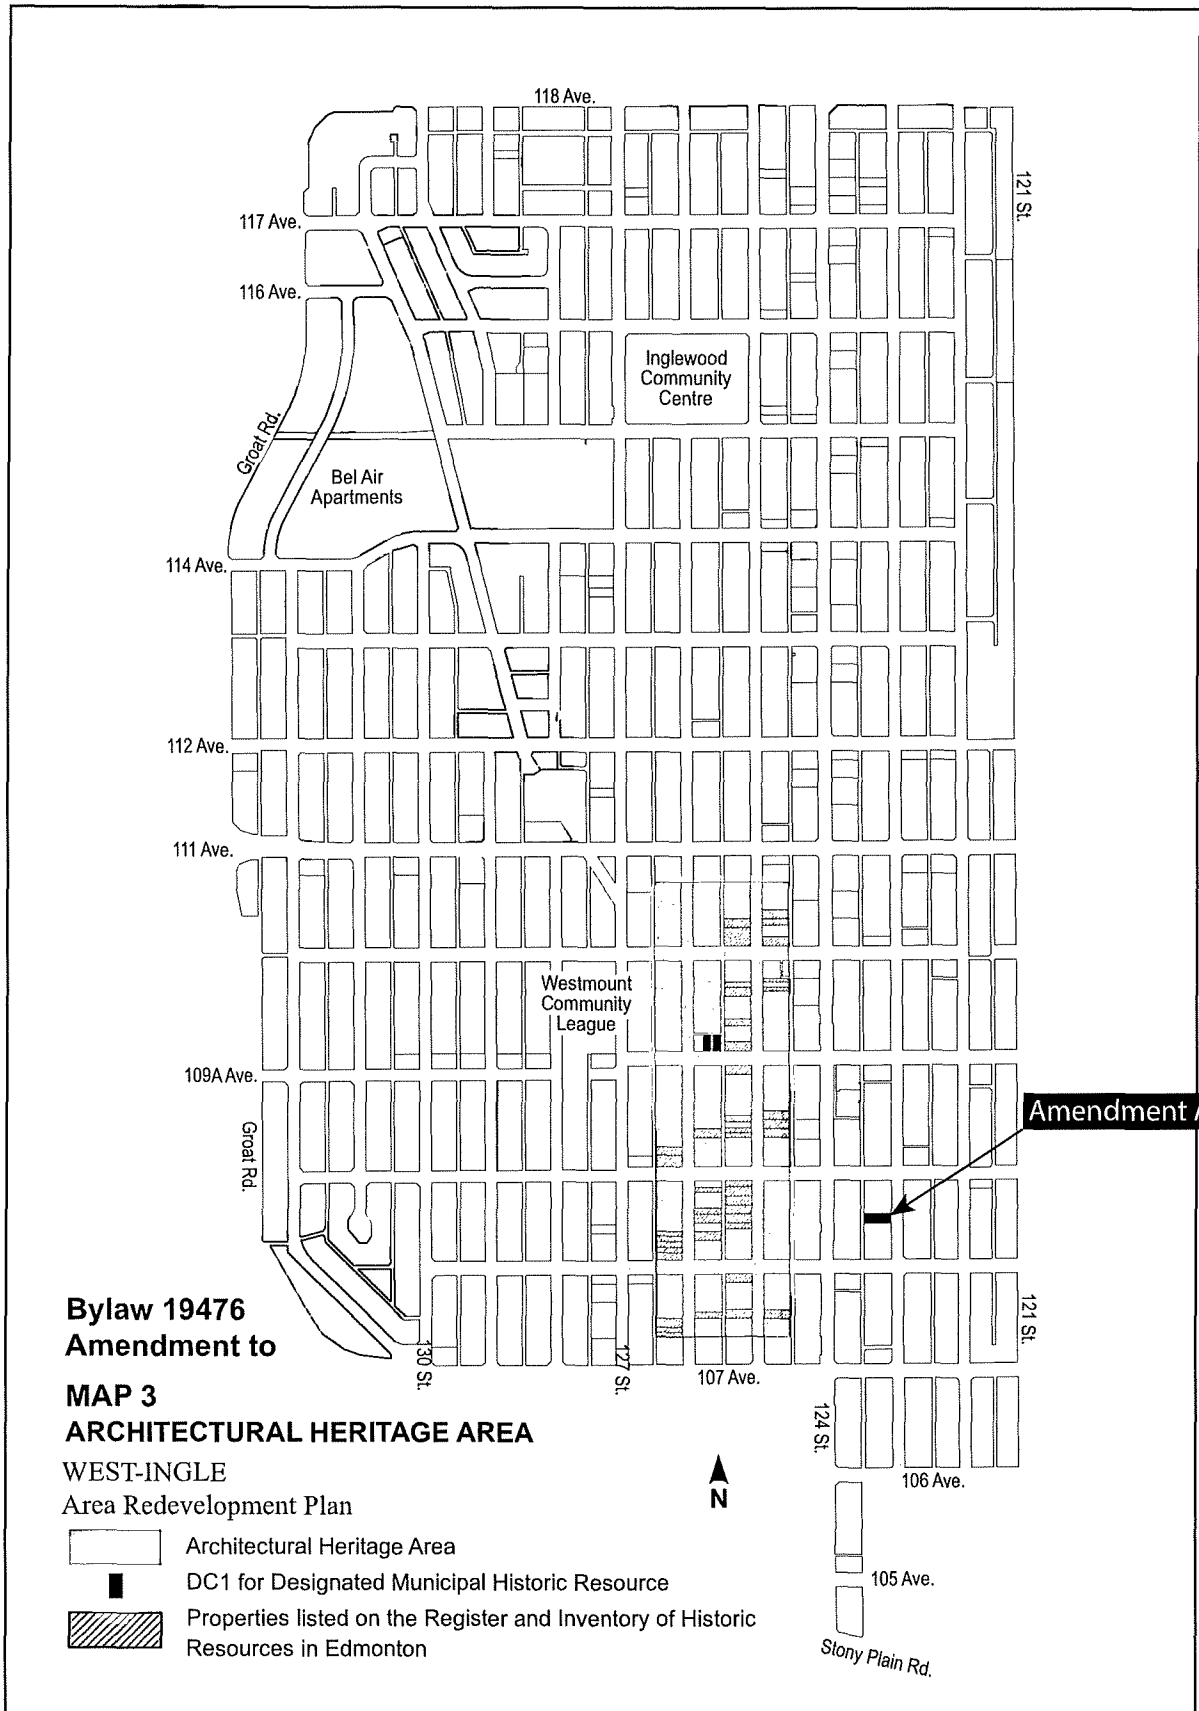 118 Ave.
121 St.
117 Ave.
116 Ave.
Inglewood
Community
Centre
Groat Rd.
Bel Air
Apartments
114 Ave.
112 Ave.
111 Ave.
Westmount
Community
League
109A Ave.
Groat Rd.
Amendment
Bylaw 19476
Amendment to
130 St.
127 St.
107 Ave.
121 St.
MAP 3
ARCHITECTURAL HERITAGE AREA
124 St.
WEST-INGLE
Area Redevelopment Plan
N
106 Ave.
Architectural Heritage Area
DC1 for Designated Municipal Historic Resource
105 Ave.
Properties listed on the Register and Inventory of Historic
Resources in Edmonton
Stony Plain Rd.